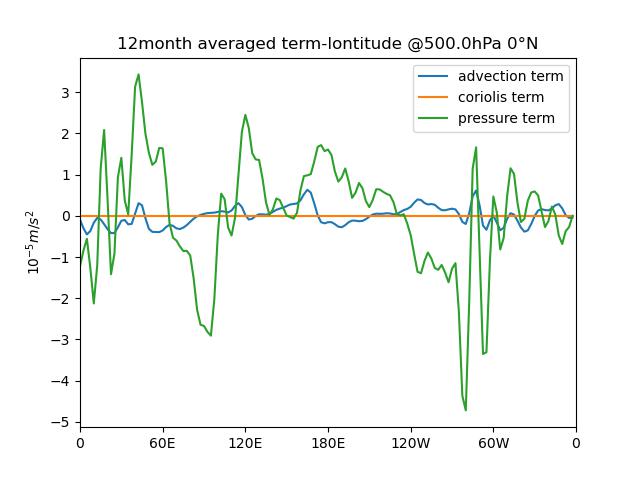 12month averaged term-lontitude @500.0hPa 0°N
advection term
coriolis term
pressure term
10⁻⁵m/s²
3
2
1
0
−1
−2
−3
−4
−5
0 60E 120E 180E 120W 60W 0